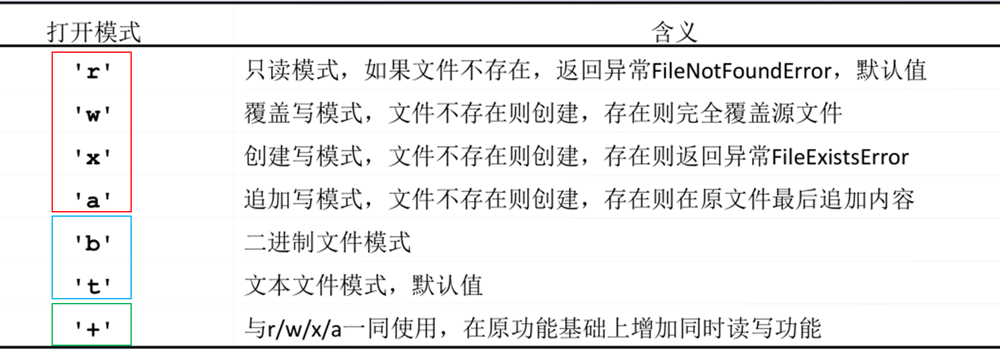 打开模式 含义
'r' 只读模式，如果文件不存在，返回异常FileNotFoundError，默认值
'w' 覆盖写模式，文件不存在则创建，存在则完全覆盖源文件
'x' 创建写模式，文件不存在则创建，存在则返回异常FileExistsError
'a' 追加写模式，文件不存在则创建，存在则在原文件最后追加内容
'b' 二进制文件模式
't' 文本文件模式，默认值
'+' 与r/w/x/a一同使用，在原功能基础上增加同时读写功能